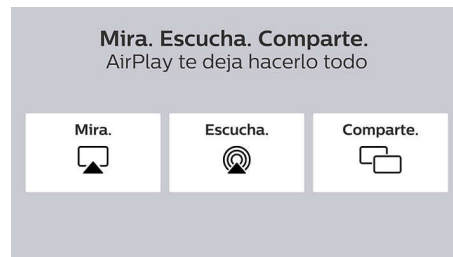 Mira. Escucha. Comparte.
AirPlay te deja hacerlo todo
Mira.
Escucha.
Comparte.